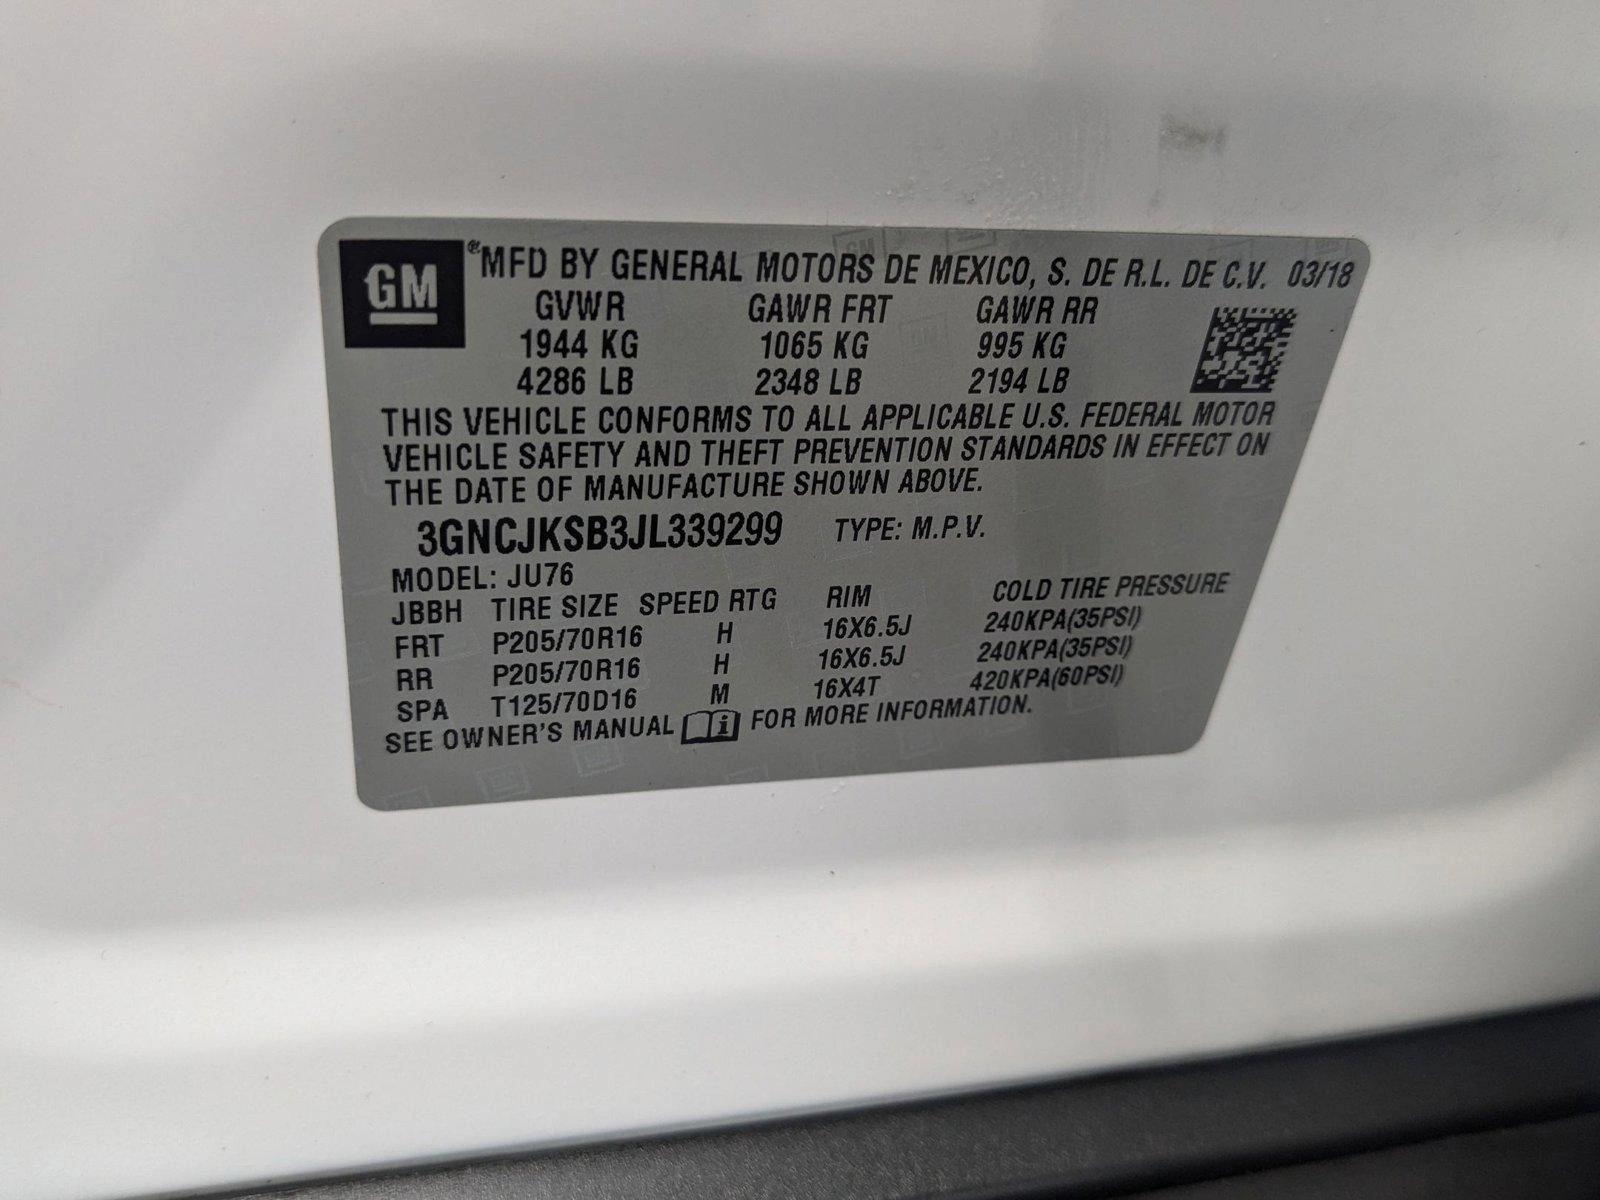 GM
®MFD BY GENERAL MOTORS DE MEXICO, S. DE R.L. DE C.V. 03/18
GVWR GAWR FRT GAWR RR
1944 KG 1065 KG 995 KG
4286 LB 2348 LB 2194 LB
THIS VEHICLE CONFORMS TO ALL APPLICABLE U.S. FEDERAL MOTOR
VEHICLE SAFETY AND THEFT PREVENTION STANDARDS IN EFFECT ON
THE DATE OF MANUFACTURE SHOWN ABOVE.
3GNCJKSB3JL339299 TYPE: M.P.V.
MODEL: JU76
JBBH TIRE SIZE SPEED RTG RIM COLD TIRE PRESSURE
FRT P205/70R16 H 16X6.5J 240KPA(35PSI)
RR P205/70R16 H 16X6.5J 240KPA(35PSI)
SPA T125/70D16 M 16X4T 420KPA(60PSI)
SEE OWNER'S MANUAL i FOR MORE INFORMATION.